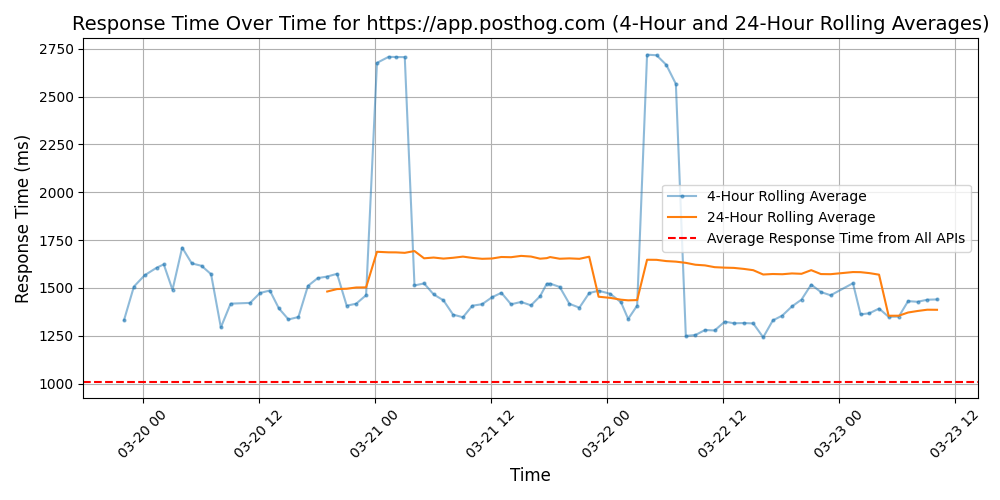 Response Time Over Time for https://app.posthog.com (4-Hour and 24-Hour Rolling Averages)
Response Time (ms)
2750
2500
2250
2000
1750
1500
1250
1000
4-Hour Rolling Average
24-Hour Rolling Average
Average Response Time from All APIs
03-20 00
03-20 12
03-21 00
03-21 12
03-22 00
03-22 12
03-23 00
03-23 12
Time